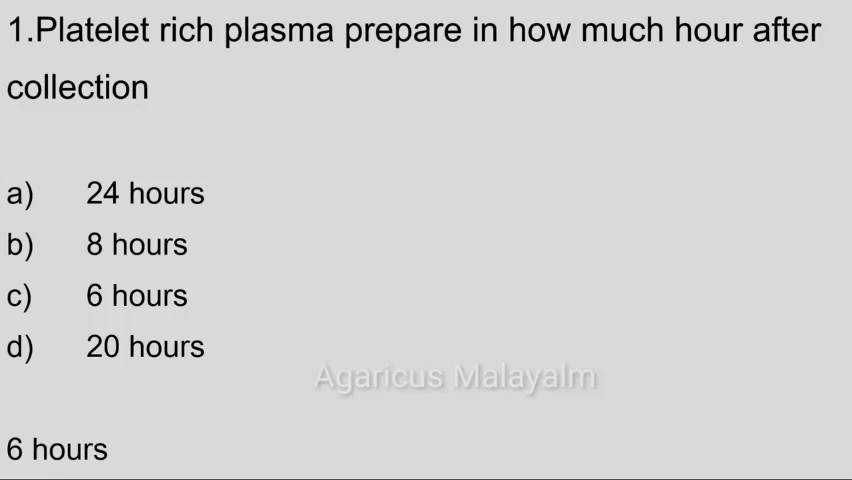 1.Platelet rich plasma prepare in how much hour after
collection
a) 24 hours
b) 8 hours
c) 6 hours
d) 20 hours
Agaricus Malayalm
6 hours